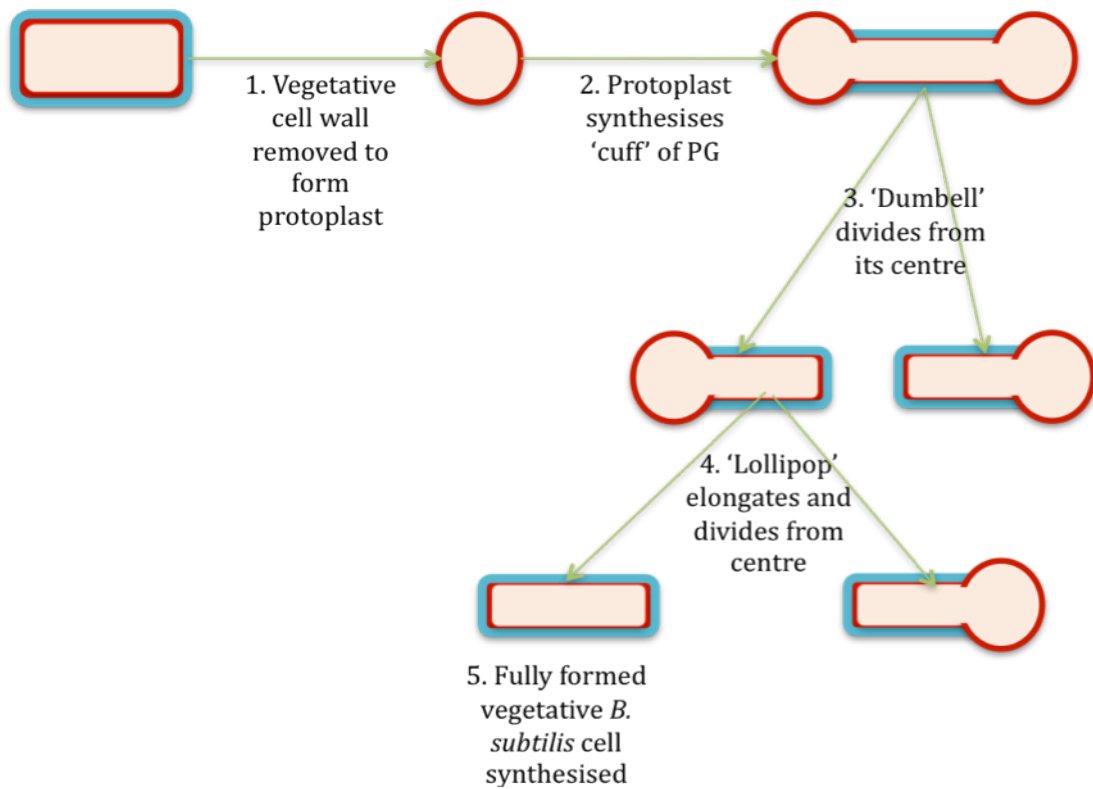 1. Vegetative
cell wall
removed to
form
protoplast
2. Protoplast
synthesises
‘cuff’ of PG
3. ‘Dumbell’
divides from
its centre
4. ‘Lollipop’
elongates and
divides from
centre
5. Fully formed
vegetative B.
subtilis cell
synthesised